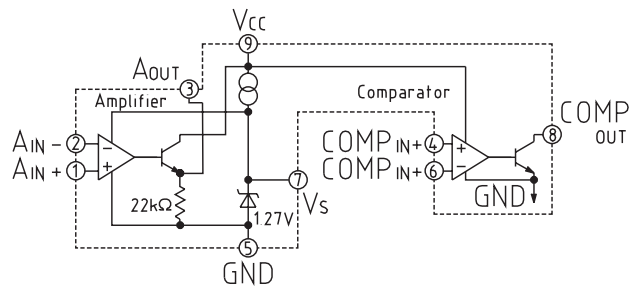 VCC
9
AOUT
3
Amplifier
Comparator
COMP OUT
8
AIN - 2 −
COMP IN+ 4 +
AIN + 1 +
COMP IN+ 6 −
7
VS
22kΩ
1.27V
GND
5
GND